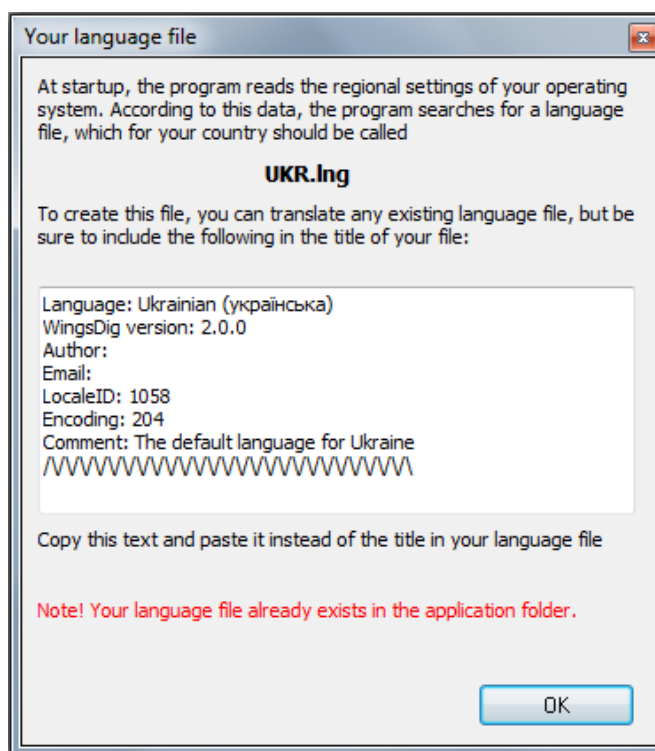 Your language file
At startup, the program reads the regional settings of your operating
system. According to this data, the program searches for a language
file, which for your country should be called
UKR.lng
To create this file, you can translate any existing language file, but be
sure to include the following in the title of your file:
Language: Ukrainian (українська)
WingsDig version: 2.0.0
Author:
Email:
LocaleID: 1058
Encoding: 204
Comment: The default language for Ukraine
/\/\/\/\/\/\/\/\/\/\/\/\/\/\/\/\/\/\/\/\/\/\/\/\/\/\
Copy this text and paste it instead of the title in your language file
Note! Your language file already exists in the application folder.
OK